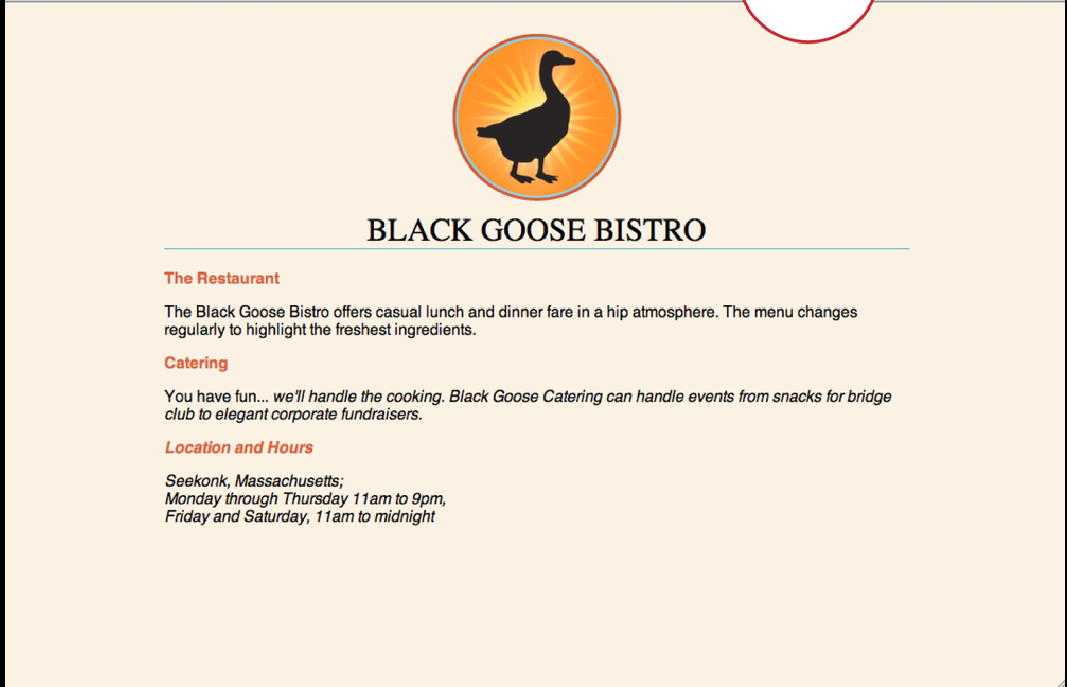 BLACK GOOSE BISTRO
The Restaurant
The Black Goose Bistro offers casual lunch and dinner fare in a hip atmosphere. The menu changes
regularly to highlight the freshest ingredients.
Catering
You have fun... we'll handle the cooking. Black Goose Catering can handle events from snacks for bridge
club to elegant corporate fundraisers.
Location and Hours
Seekonk, Massachusetts;
Monday through Thursday 11am to 9pm,
Friday and Saturday, 11am to midnight